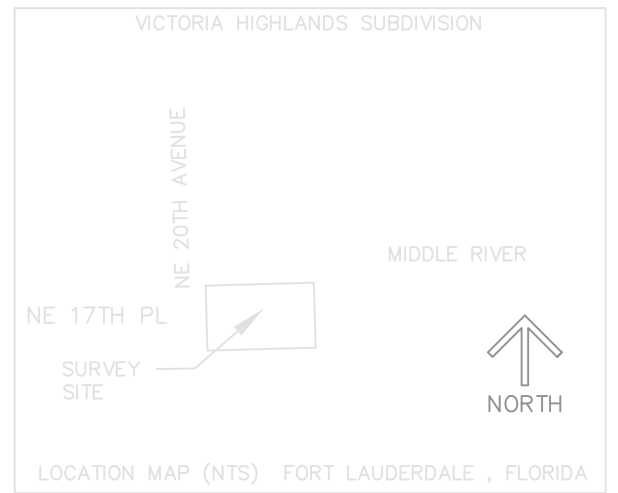 VICTORIA HIGHLANDS SUBDIVISION
NE 20TH AVENUE
MIDDLE RIVER
NE 17TH PL
SURVEY
SITE
NORTH
LOCATION MAP (NTS) FORT LAUDERDALE , FLORIDA